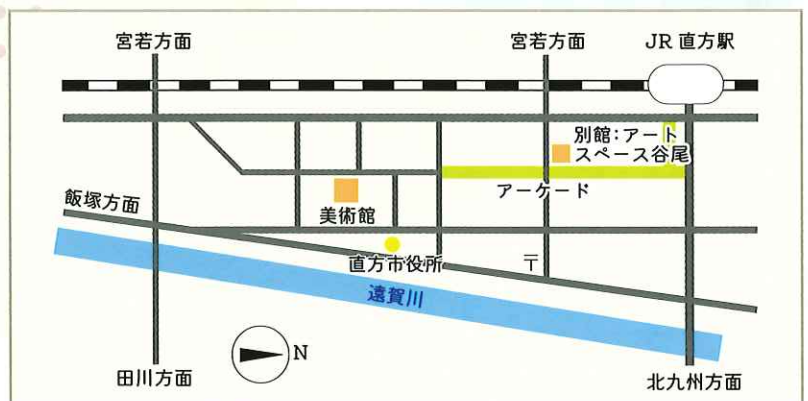 宮若方面
宮若方面
JR 直方駅
別館:アート
スペース谷尾
アーケード
飯塚方面
美術館
直方市役所
〒
遠賀川
N
田川方面
北九州方面